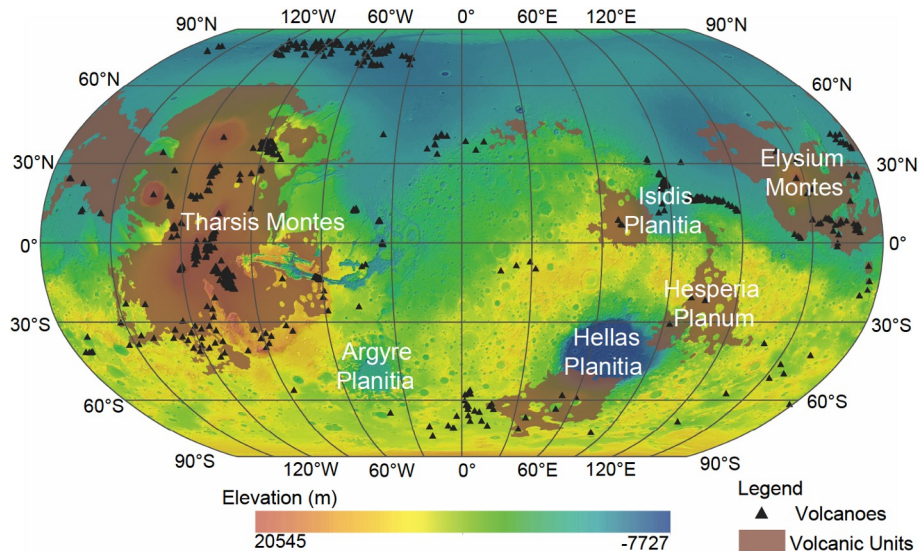 120°W 60°W 0° 60°E 120°E
90°N 90°N
60°N 60°N
30°N 30°N
0° 0°
30°S 30°S
60°S 60°S
90°S 90°S
Elysium
Montes
Isidis
Planitia
Tharsis Montes
Hesperia
Planum
Hellas
Planitia
Argyre
Planitia
120°W 60°W 0° 60°E 120°E
Elevation (m)
20545 -7727
Legend
Volcanoes
Volcanic Units